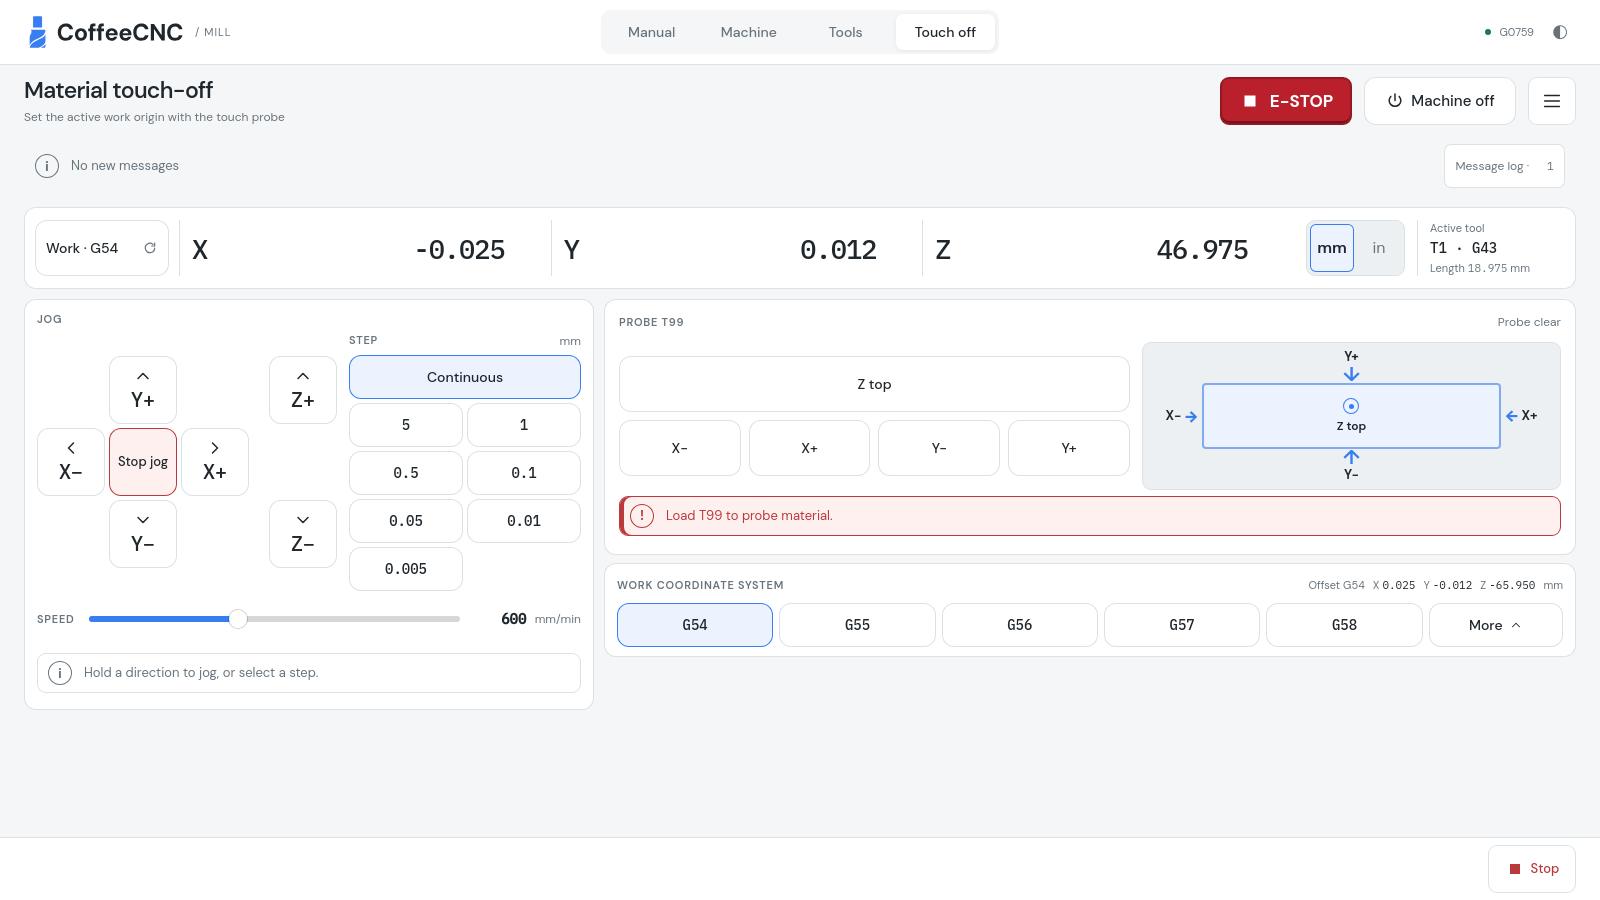 CoffeeCNC / MILL
Manual Machine Tools Touch off
G0759
Material touch-off
Set the active work origin with the touch probe
E-STOP
Machine off
No new messages
Message log · 1
Work · G54
X -0.025
Y 0.012
Z 46.975
mm in
Active tool
T1 · G43
Length 18.975 mm
JOG
Y+
X−
Stop jog
X+
Y−
Z+
Z−
STEP mm
Continuous
5 1
0.5 0.1
0.05 0.01
0.005
SPEED 600 mm/min
Hold a direction to jog, or select a step.
PROBE T99 Probe clear
Z top
X− X+ Y− Y+
Y+
X− X+
Z top
Y−
Load T99 to probe material.
WORK COORDINATE SYSTEM Offset G54 X 0.025 Y -0.012 Z -65.950 mm
G54 G55 G56 G57 G58 More
Stop